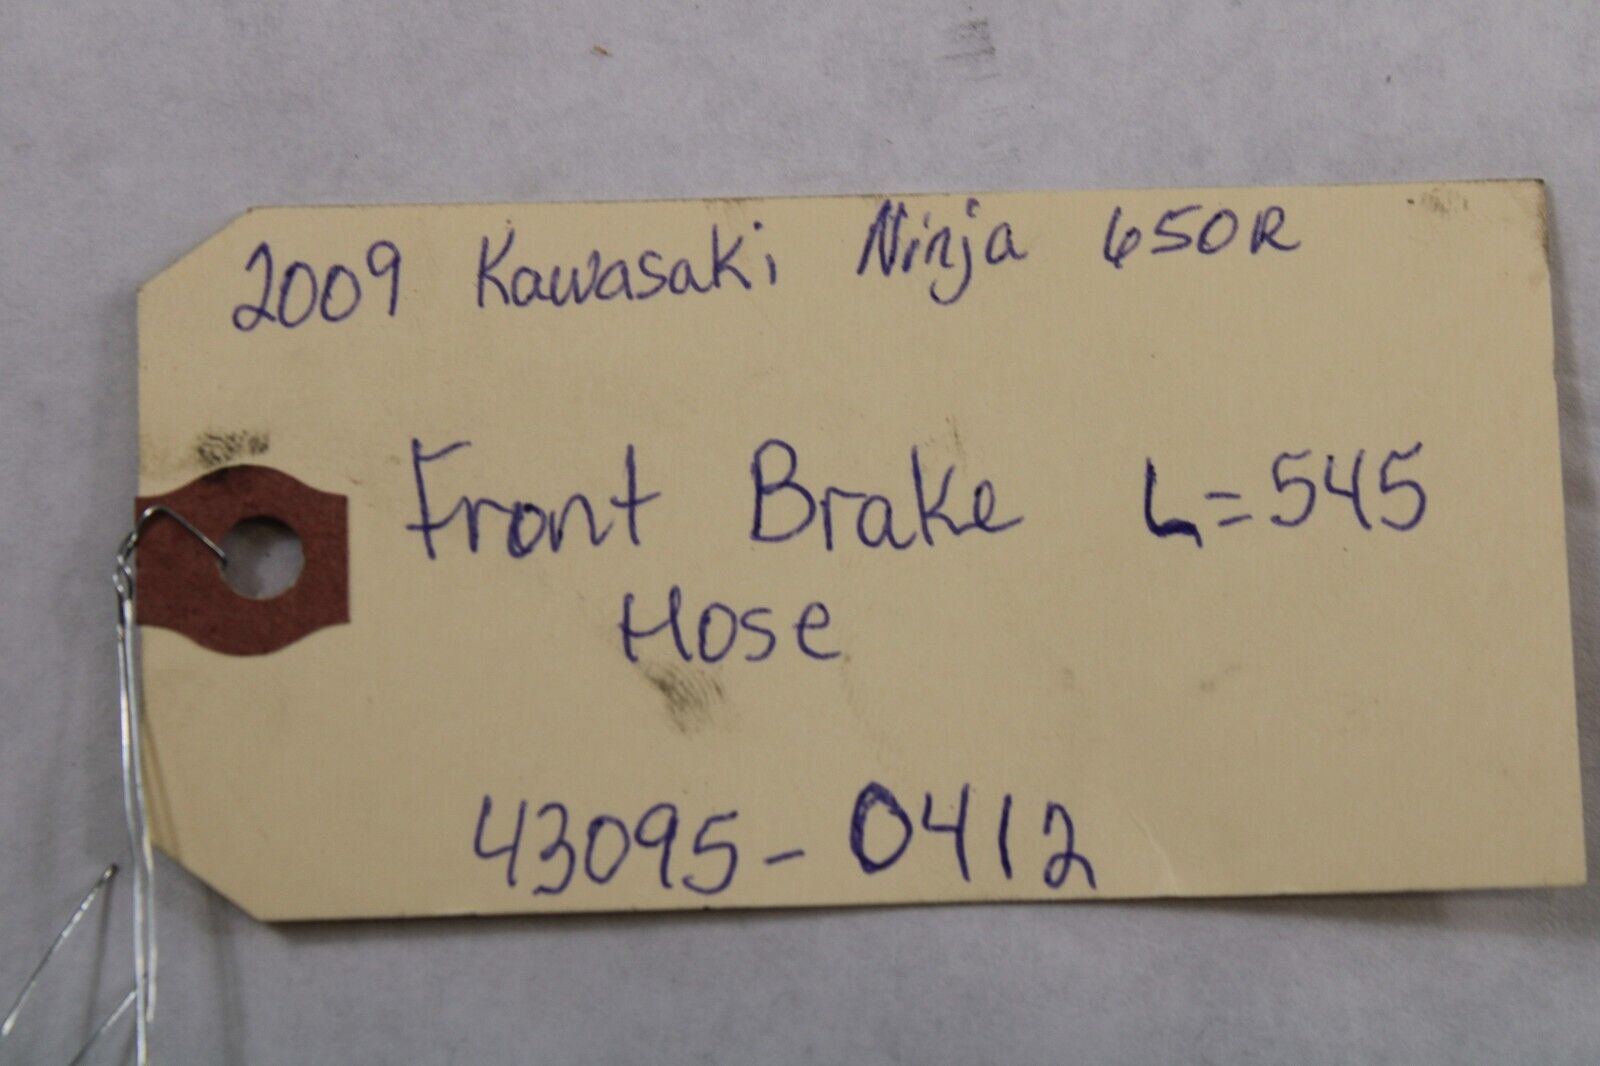 2009 Kawasaki Ninja 650R
Front Brake L=545
Hose
43095-0412